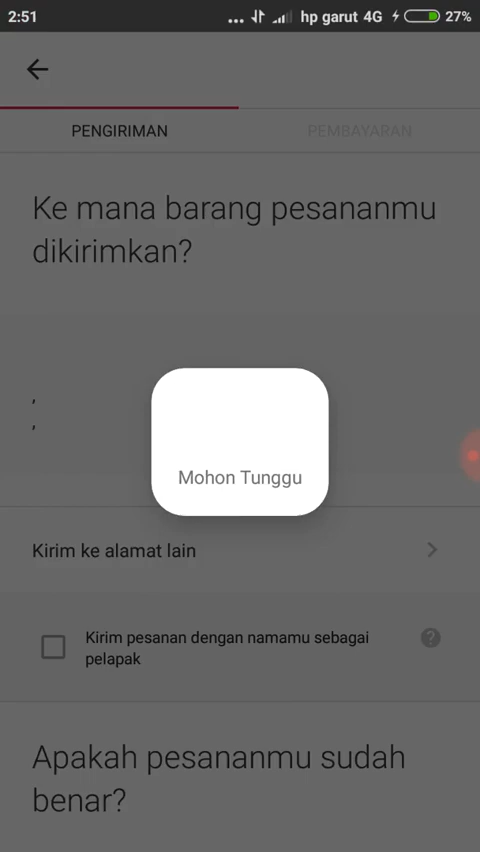 2:51 ... hp garut 4G 27%
PENGIRIMAN PEMBAYARAN
Ke mana barang pesananmu
dikirimkan?
,
,
Mohon Tunggu
Kirim ke alamat lain
Kirim pesanan dengan namamu sebagai
pelapak
?
Apakah pesananmu sudah
benar?